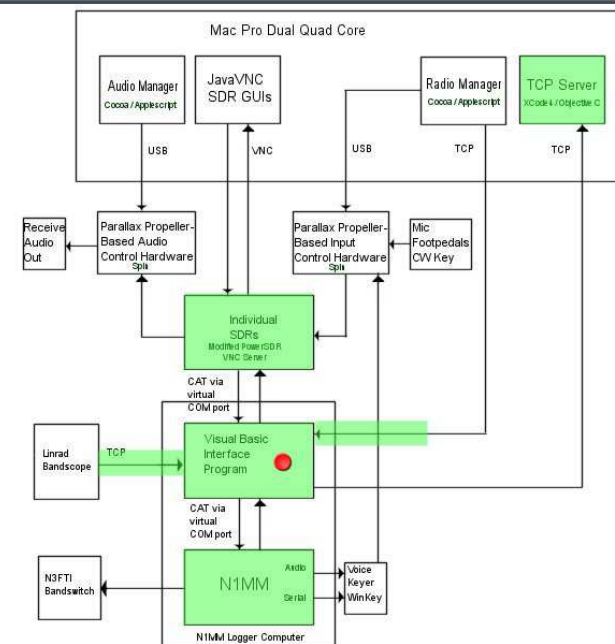 Mac Pro Dual Quad Core
Audio Manager
Cocoa / Applescript
JavaVNC
SDR GUIs
Radio Manager
Cocoa / Applescript
TCP Server
XCode4 / Objective C
USB
VNC
USB
TCP
TCP
Receive
Audio
Out
Parallax Propeller-
Based Audio
Control Hardware
Spin
Parallax Propeller-
Based Input
Control Hardware
Spin
Mic
Footpedals
CW Key
Individual
SDRs
Modified PowerSDR
VNC Server
CAT via
virtual
COM port
Linrad
Bandscope
TCP
Visual Basic
Interface
Program
CAT via
virtual
COM port
N3FTI
Bandswitch
N1MM
Audio
Serial
Voice
Keyer
WinKey
N1MM Logger Computer